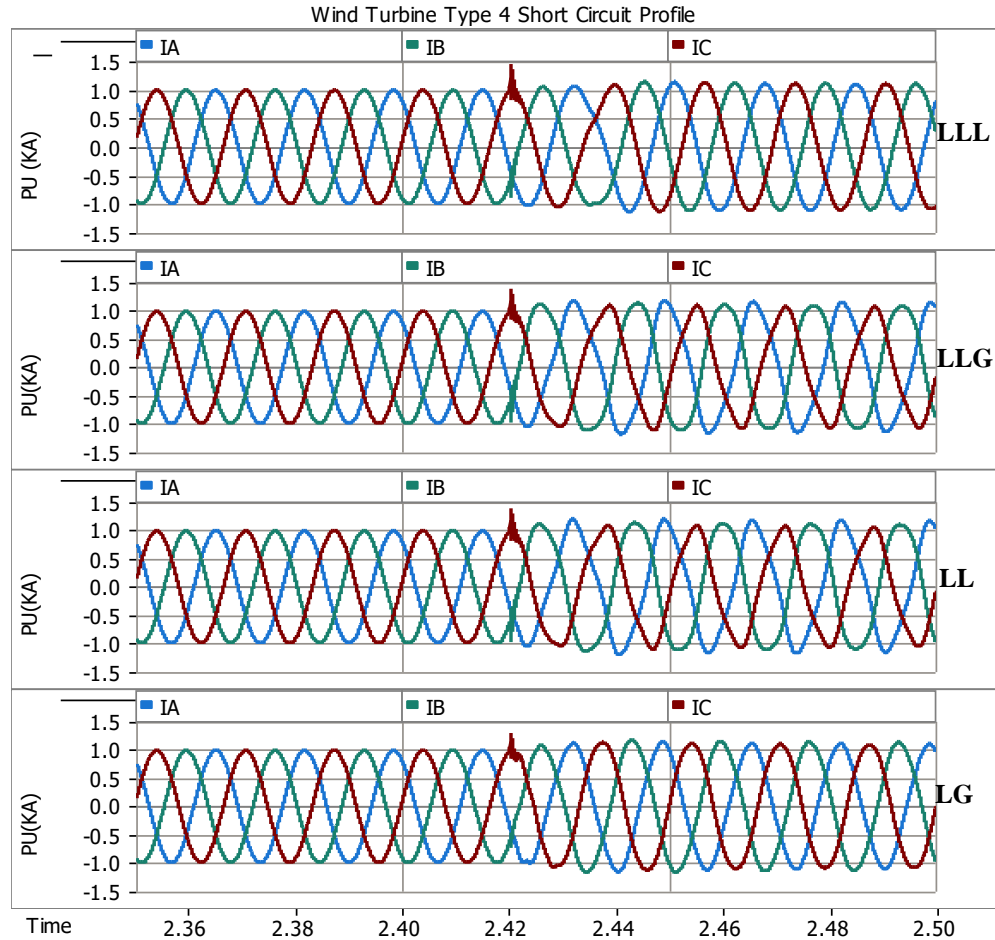 Wind Turbine Type 4 Short Circuit Profile
IA IB IC
PU (KA)
1.5
1.0
0.5
0.0
-0.5
-1.0
-1.5
LLL
IA IB IC
PU(KA)
1.5
1.0
0.5
0.0
-0.5
-1.0
-1.5
LLG
IA IB IC
PU(KA)
1.5
1.0
0.5
0.0
-0.5
-1.0
-1.5
LL
IA IB IC
PU(KA)
1.5
1.0
0.5
0.0
-0.5
-1.0
-1.5
LG
Time 2.36 2.38 2.40 2.42 2.44 2.46 2.48 2.50